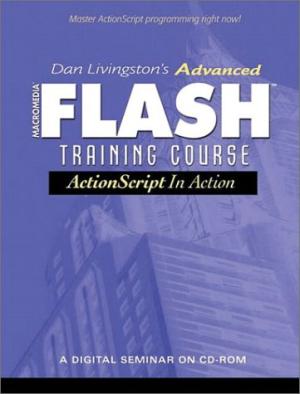 Master ActionScript programming right now!
Dan Livingston's Advanced
MACROMEDIA®
FLASH™
TRAINING COURSE
ActionScript In Action
A DIGITAL SEMINAR ON CD-ROM